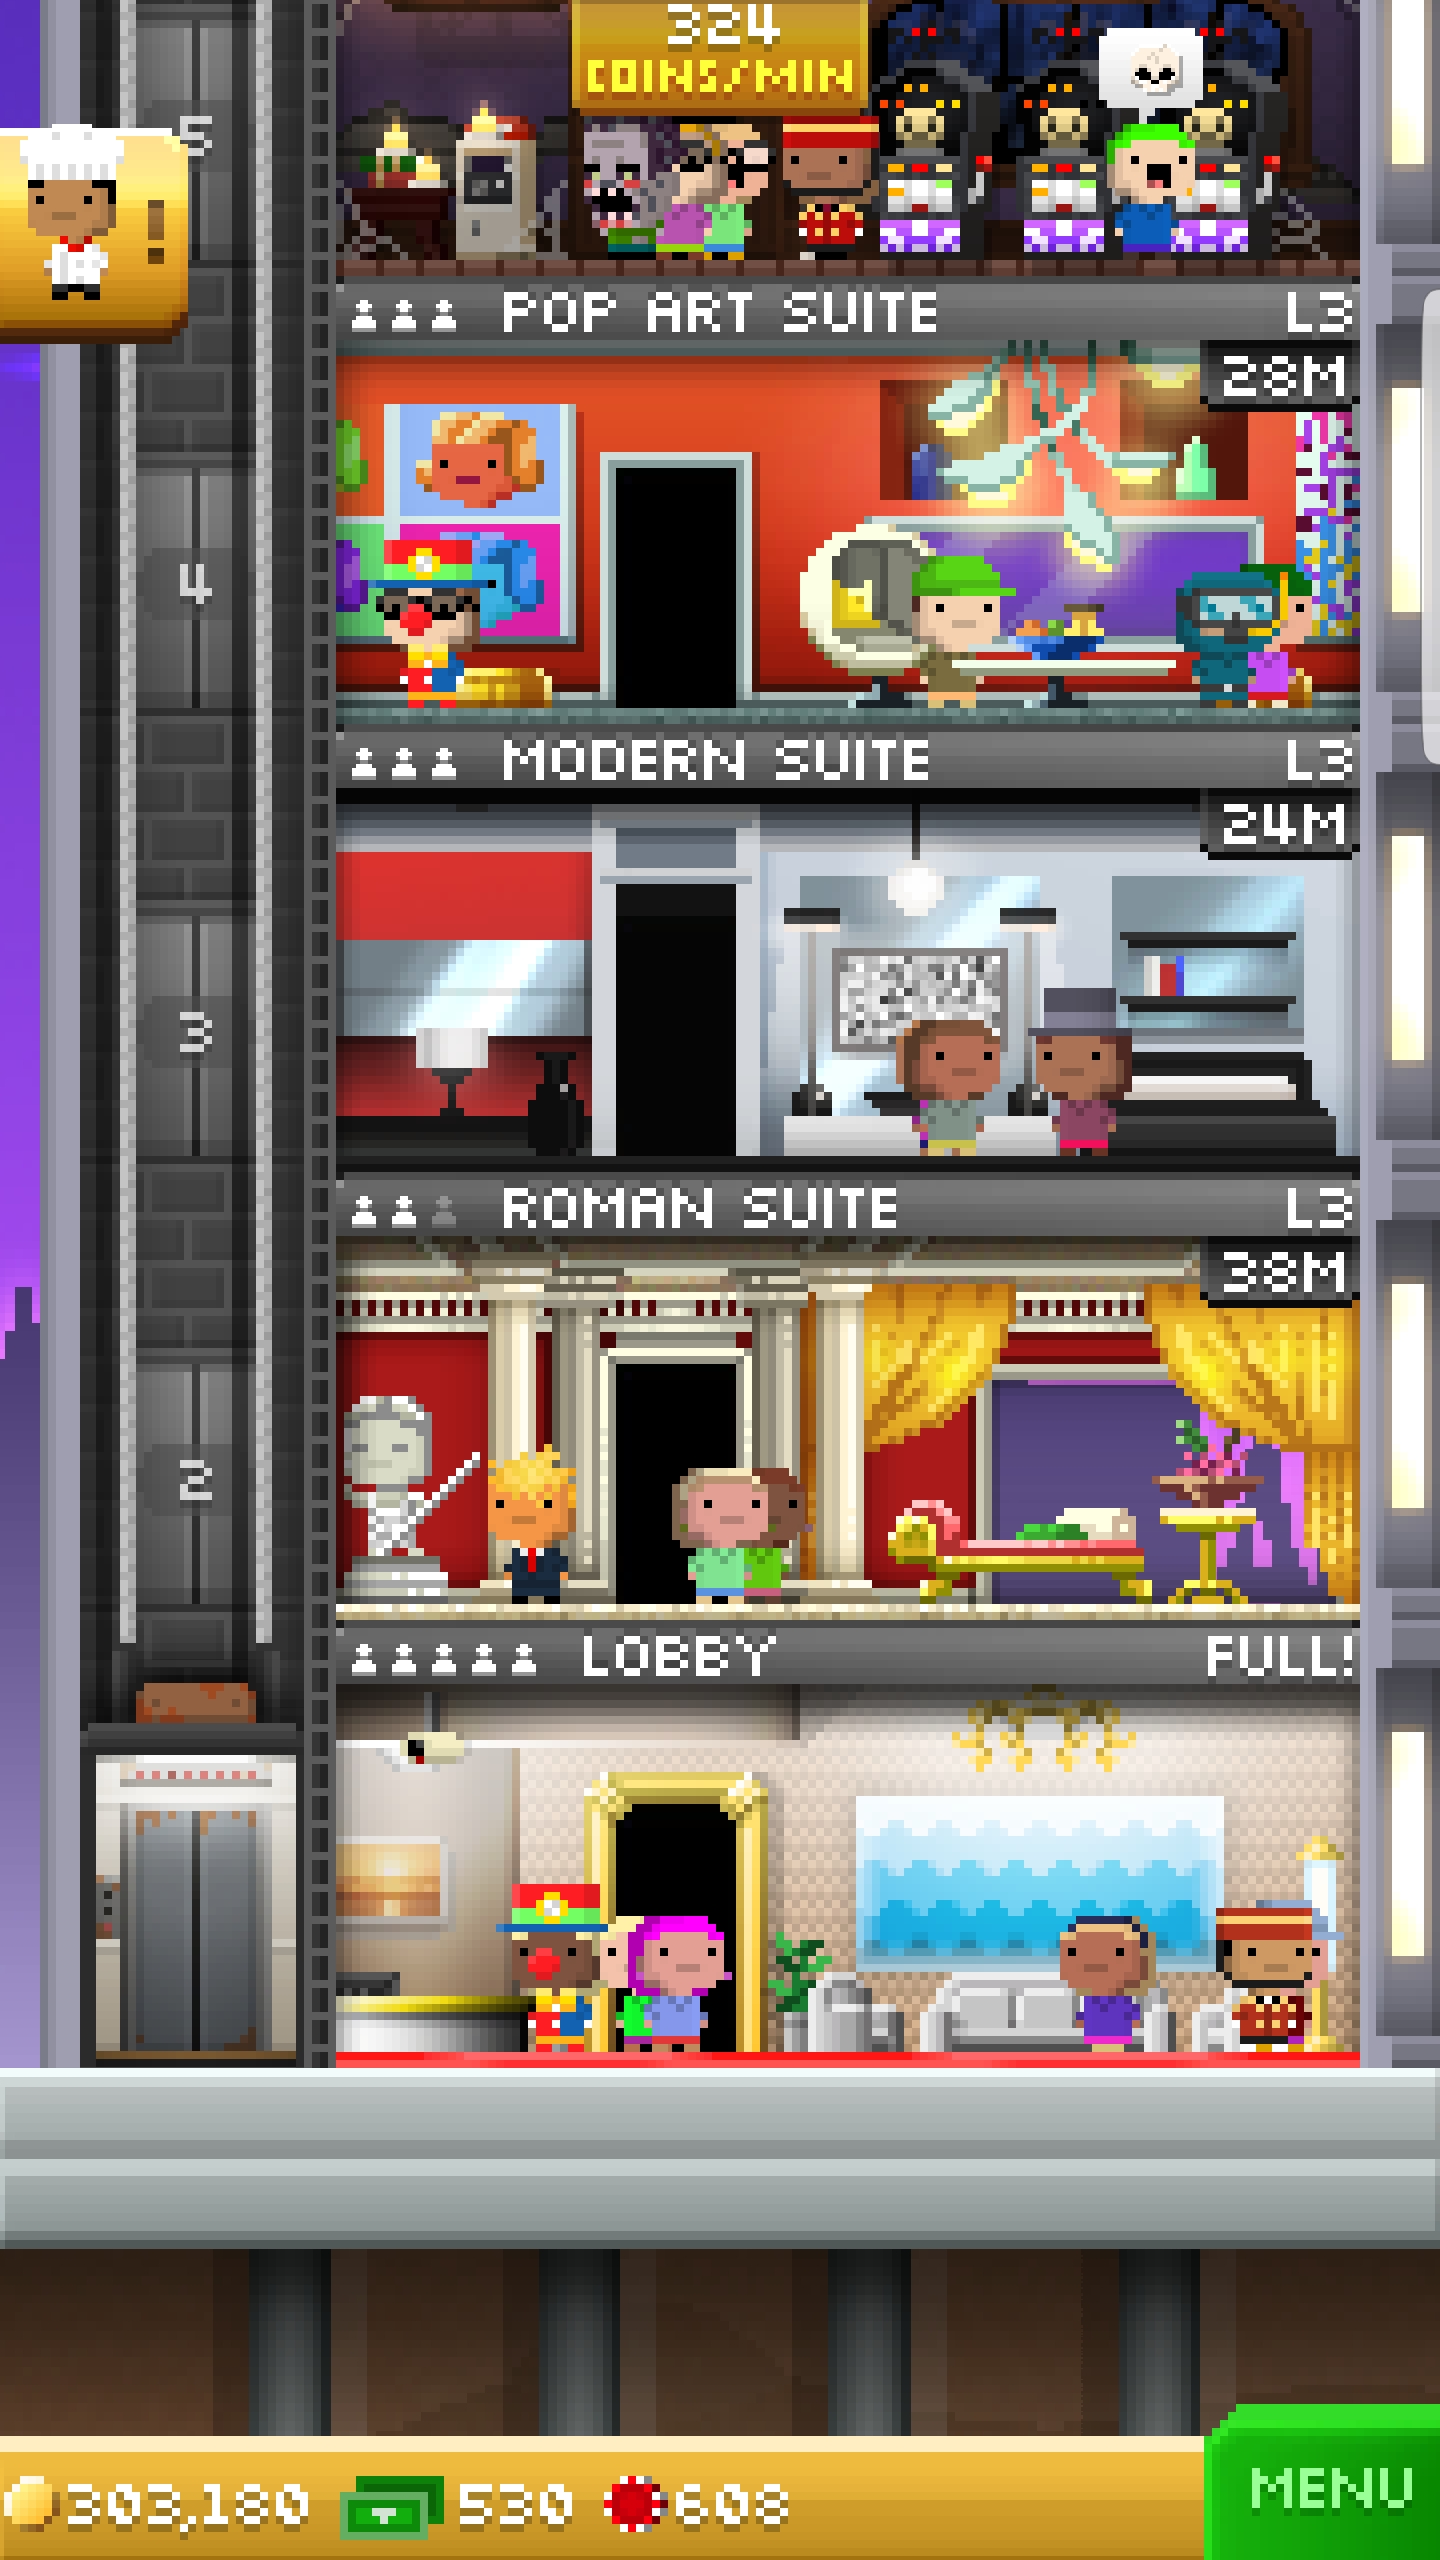 324
COINS/MIN
5
!
POP ART SUITE L3
28M
4
MODERN SUITE L3
24M
3
ROMAN SUITE L3
38M
2
LOBBY FULL!
303,180 530 608
MENU